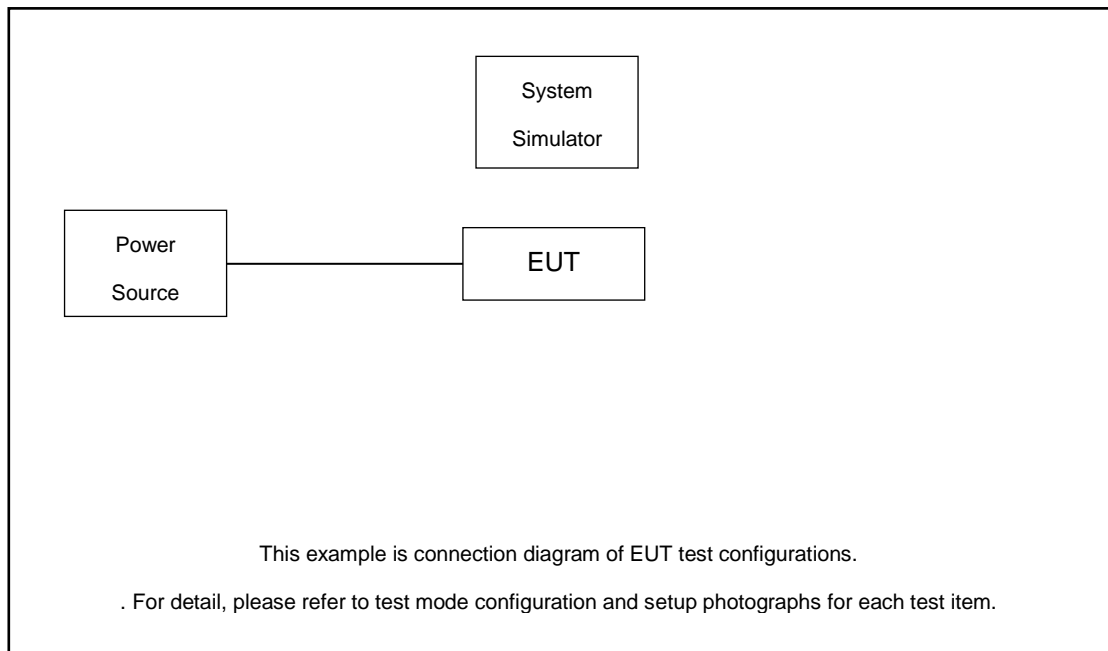 System
Simulator
Power
Source
EUT
This example is connection diagram of EUT test configurations.
. For detail, please refer to test mode configuration and setup photographs for each test item.